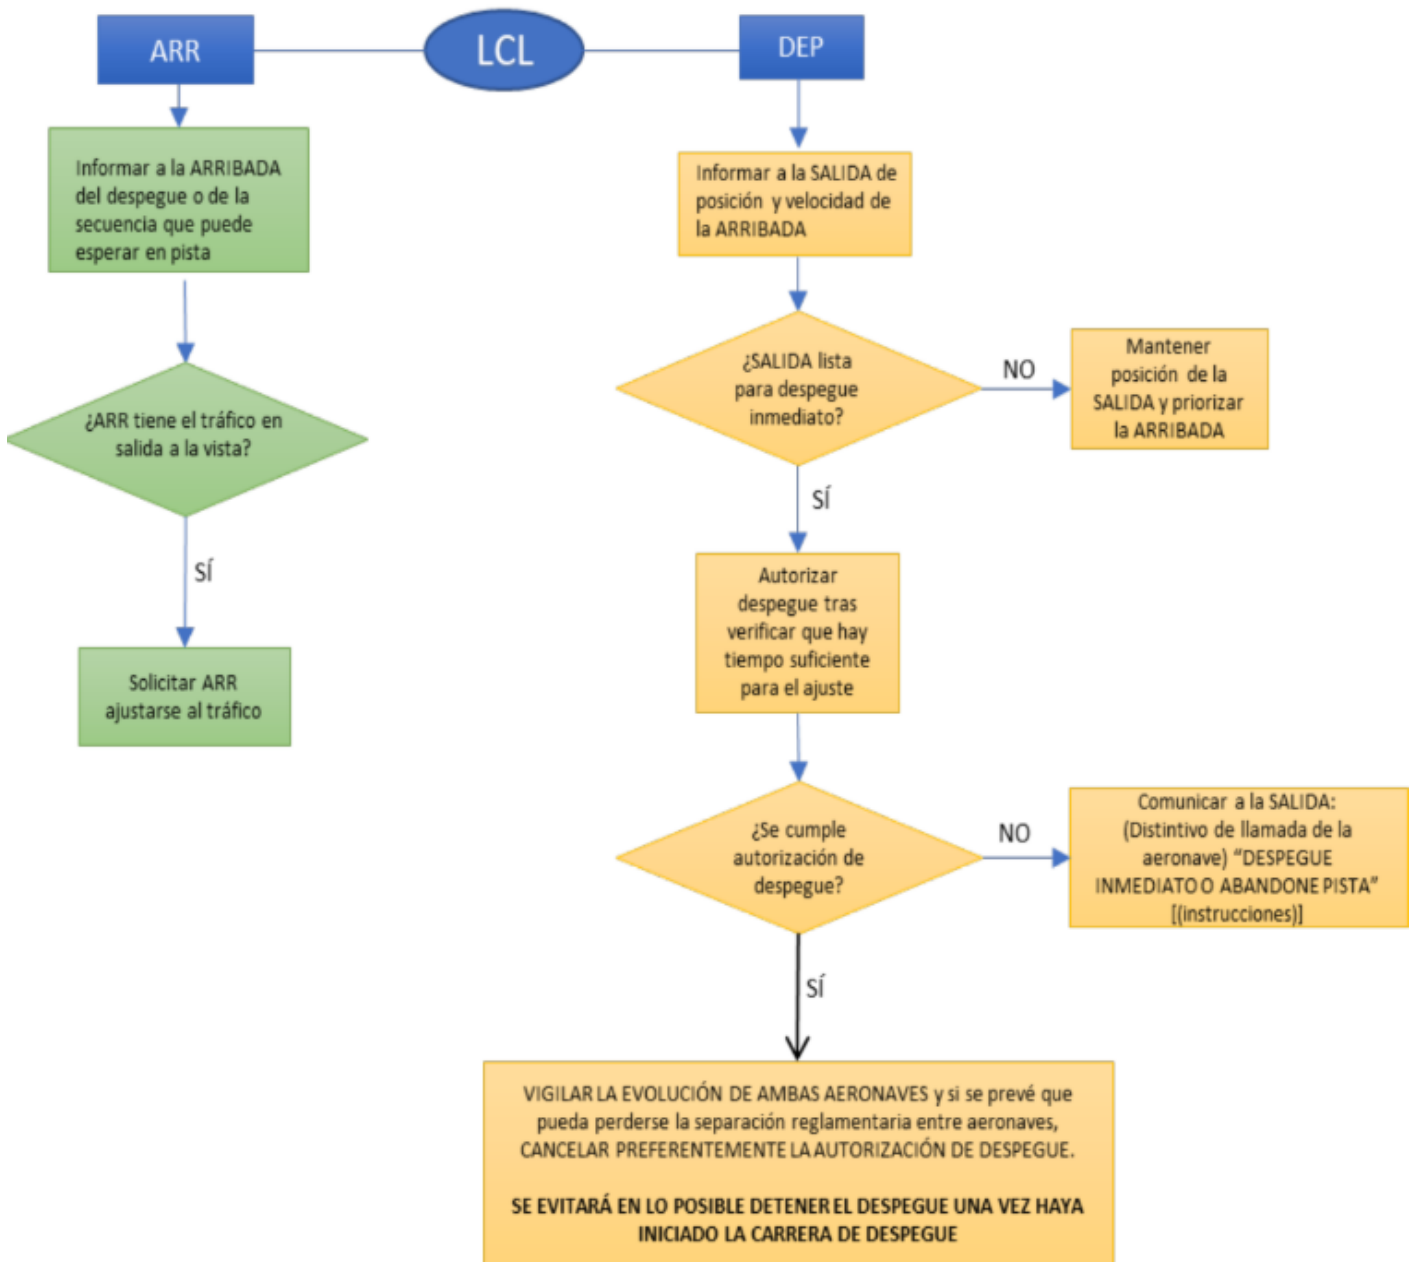 ARR
LCL
DEP
Informar a la ARRIBADA
del despegue o de la
secuencia que puede
esperar en pista
¿ARR tiene el tráfico en
salida a la vista?
SÍ
Solicitar ARR
ajustarse al tráfico
Informar a la SALIDA de
posición y velocidad de
la ARRIBADA
¿SALIDA lista
para despegue
inmediato?
NO
Mantener
posición de la
SALIDA y priorizar
la ARRIBADA
SÍ
Autorizar
despegue tras
verificar que hay
tiempo suficiente
para el ajuste
¿Se cumple
autorización de
despegue?
NO
Comunicar a la SALIDA:
(Distintivo de llamada de la
aeronave) “DESPEGUE
INMEDIATO O ABANDONE PISTA”
[(instrucciones)]
SÍ
VIGILAR LA EVOLUCIÓN DE AMBAS AERONAVES y si se prevé que
pueda perderse la separación reglamentaria entre aeronaves,
CANCELAR PREFERENTEMENTE LA AUTORIZACIÓN DE DESPEGUE.
SE EVITARÁ EN LO POSIBLE DETENER EL DESPEGUE UNA VEZ HAYA
INICIADO LA CARRERA DE DESPEGUE